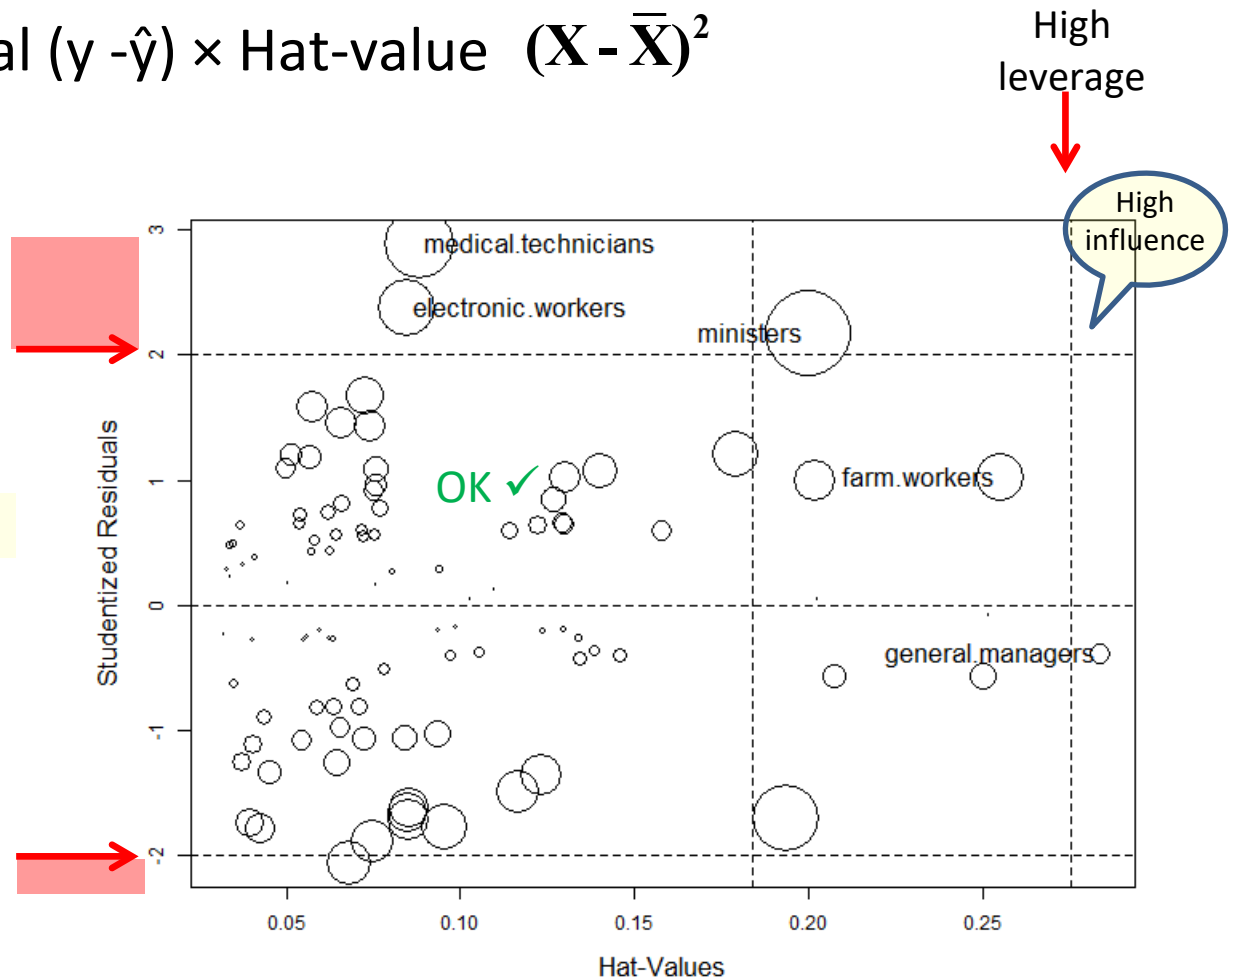 al (y -ŷ) × Hat-value (X - X̅)²
High
leverage
High
influence
medical.technicians
electronic.workers
ministers
OK ✓
farm.workers
general.managers
Studentized Residuals
3
2
1
0
-1
-2
0.05 0.10 0.15 0.20 0.25
Hat-Values